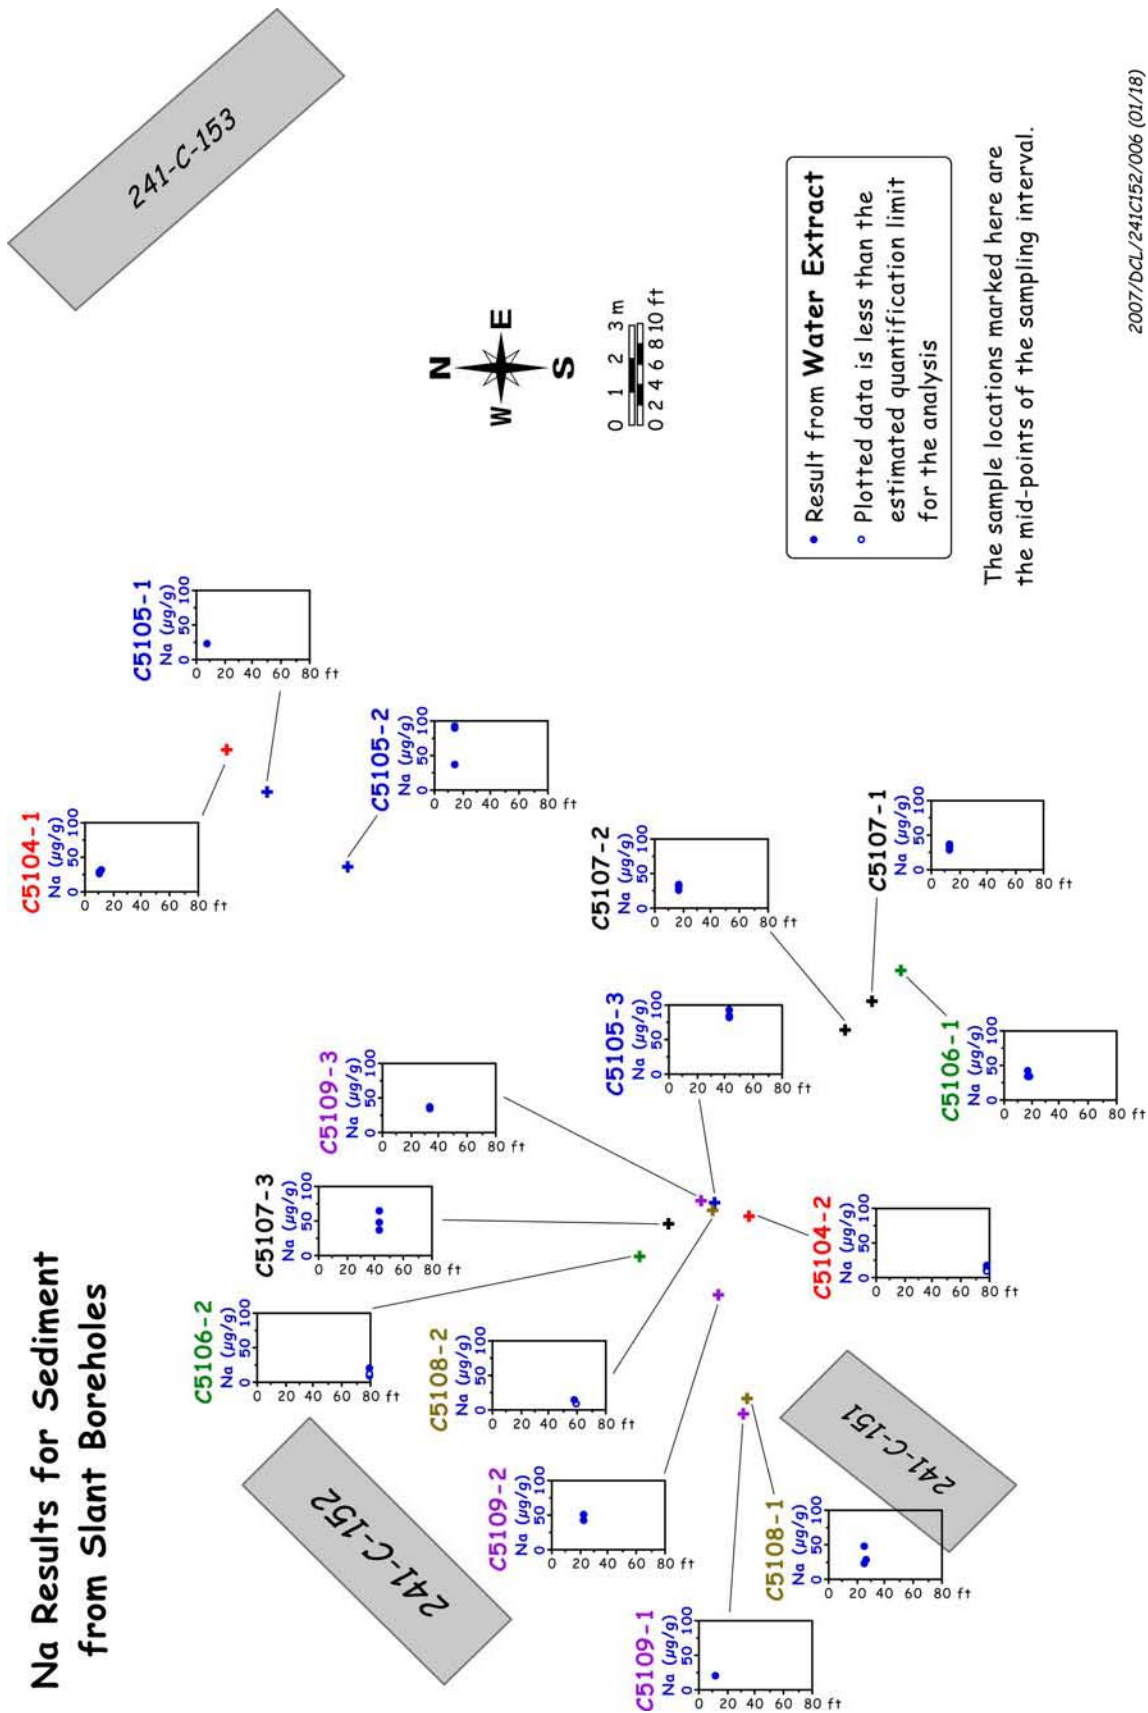 Na Results for Sediment
from Slant Boreholes
241-C-153
241-C-152
241-C-151
C5104-1
Na (µg/g)
0 50 100
0 20 40 60 80 ft
C5105-1
Na (µg/g)
0 50 100
0 20 40 60 80 ft
C5105-2
Na (µg/g)
0 50 100
0 20 40 60 80 ft
C5107-2
Na (µg/g)
0 50 100
0 20 40 60 80 ft
C5107-1
Na (µg/g)
0 50 100
0 20 40 60 80 ft
C5105-3
Na (µg/g)
0 50 100
0 20 40 60 80 ft
C5106-1
Na (µg/g)
0 50 100
0 20 40 60 80 ft
C5109-3
Na (µg/g)
0 50 100
0 20 40 60 80 ft
C5107-3
Na (µg/g)
0 50 100
0 20 40 60 80 ft
C5106-2
Na (µg/g)
0 50 100
0 20 40 60 80 ft
C5104-2
Na (µg/g)
0 50 100
0 20 40 60 80 ft
C5108-2
Na (µg/g)
0 50 100
0 20 40 60 80 ft
C5109-2
Na (µg/g)
0 50 100
0 20 40 60 80 ft
C5108-1
Na (µg/g)
0 50 100
0 20 40 60 80 ft
C5109-1
Na (µg/g)
0 50 100
0 20 40 60 80 ft
N
W E
S
0 1 2 3 m
0 2 4 6 8 10 ft
Result from Water Extract
Plotted data is less than the
estimated quantification limit
for the analysis
The sample locations marked here are
the mid-points of the sampling interval.
2007/DCL/241C152/006 (01/18)